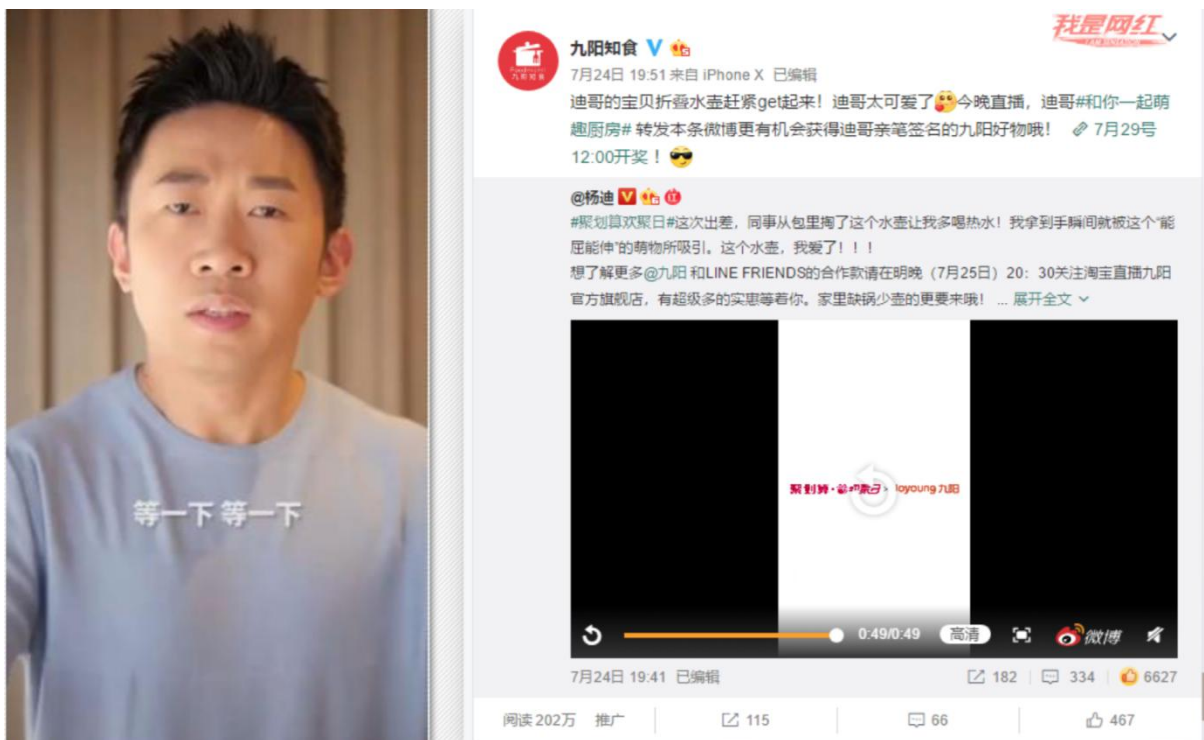 等一下 等一下
我是网红
九阳知食
九阳知食
7月24日 19:51 来自 iPhone X 已编辑
迪哥的宝贝折叠水壶赶紧get起来！迪哥太可爱了今晚直播，迪哥#和你一起萌
趣厨房# 转发本条微博更有机会获得迪哥亲笔签名的九阳好物哦！ 7月29号
12:00开奖！
@杨迪
#聚划算欢聚日#这次出差，同事从包里掏了这个水壶让我多喝热水！我拿到手瞬间就被这个“能
屈能伸”的萌物所吸引。这个水壶，我爱了！！！
想了解更多@九阳 和LINE FRIENDS的合作款请在明晚（7月25日）20：30关注淘宝直播九阳
官方旗舰店，有超级多的实惠等着你。家里缺锅少壶的更要来哦！ ... 展开全文
聚划算·欢聚日 Joyoung 九阳
0:49/0:49 高清 微博
7月24日 19:41 已编辑 182 334 6627
阅读 202万 推广 115 66 467